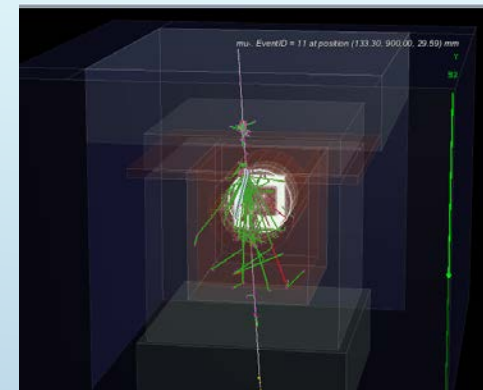 mu-. EventID = 11 at position (133.30, 900.00, 29.59) mm
Y